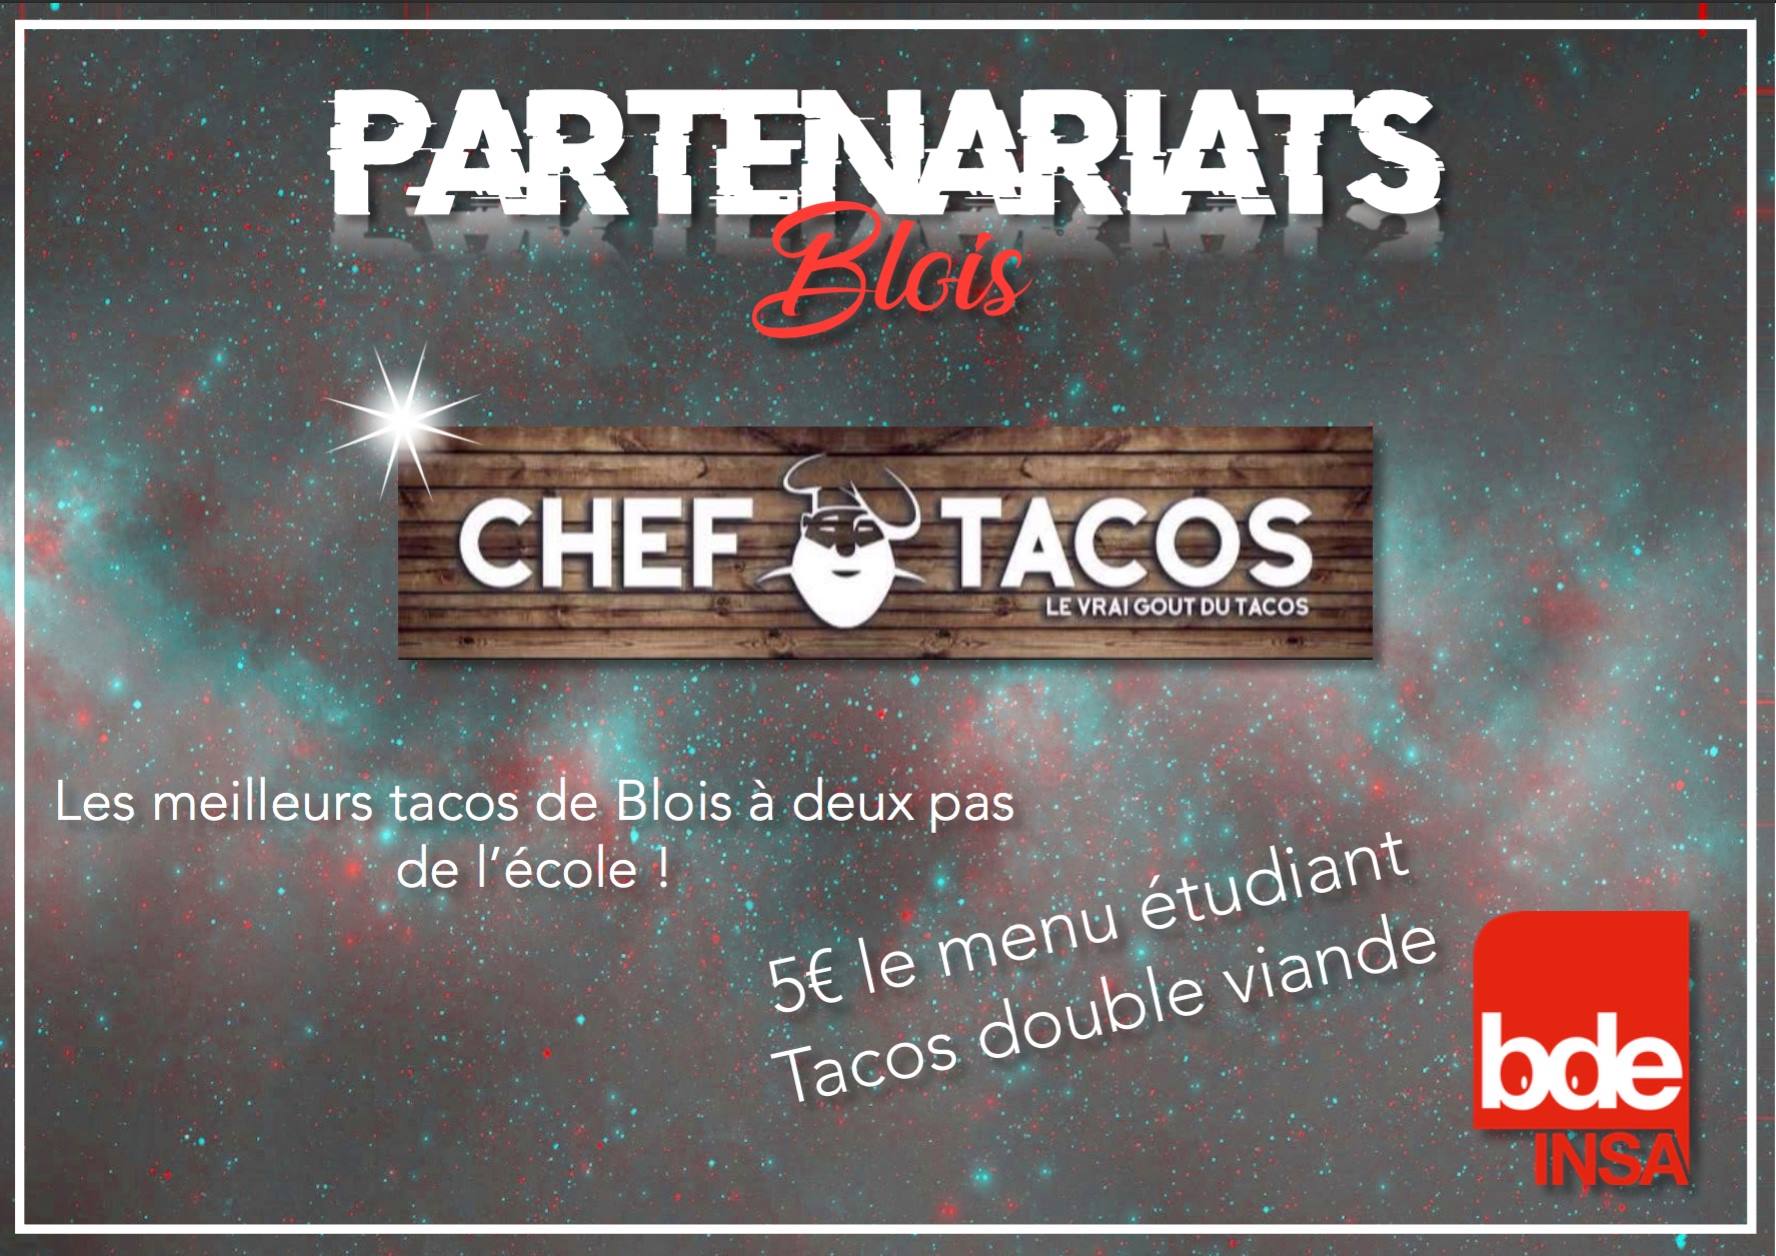 PARTENARIATS
Blois
CHEF TACOS
LE VRAI GOUT DU TACOS
Les meilleurs tacos de Blois à deux pas
de l’école !
5€ le menu étudiant
Tacos double viande
bde
INSA